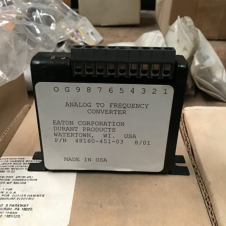 O G 9 8 7 6 5 4 3 2 1
ANALOG TO FREQUENCY
CONVERTER
EATON CORPORATION
DURANT PRODUCTS
WATERTOWN, WI. USA
P/N 48160-451-03 8/01
MADE IN USA